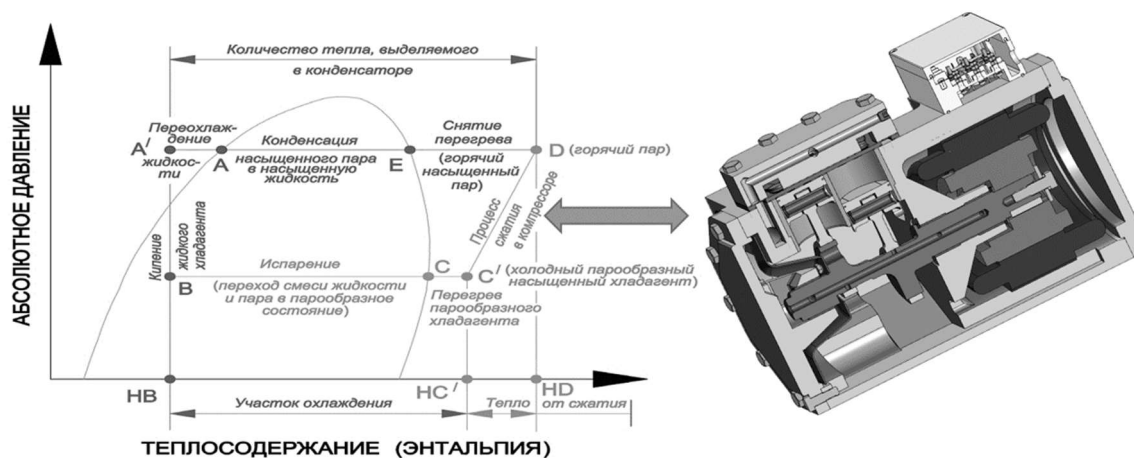 Количество тепла, выделяемого
в конденсаторе
Переохлаж-
дение
жидкос-
ти
A'
A
Конденсация
насыщенного пара
в насыщенную
жидкость
E
Снятие
перегрева
(горячий
насыщенный
пар)
D (горячий пар)
Процесс
сжатия
в компрессоре
АБСОЛЮТНОЕ ДАВЛЕНИЕ
Кипение
жидкого
хладагента
B
Испарение
(переход смеси жидкости
и пара в парообразное
состояние)
C
C' (холодный парообразный
насыщенный хладагент)
Перегрев
парообразного
хладагента
HB
HC'
HD
Участок охлаждения
Тепло от сжатия
ТЕПЛОСОДЕРЖАНИЕ (ЭНТАЛЬПИЯ)